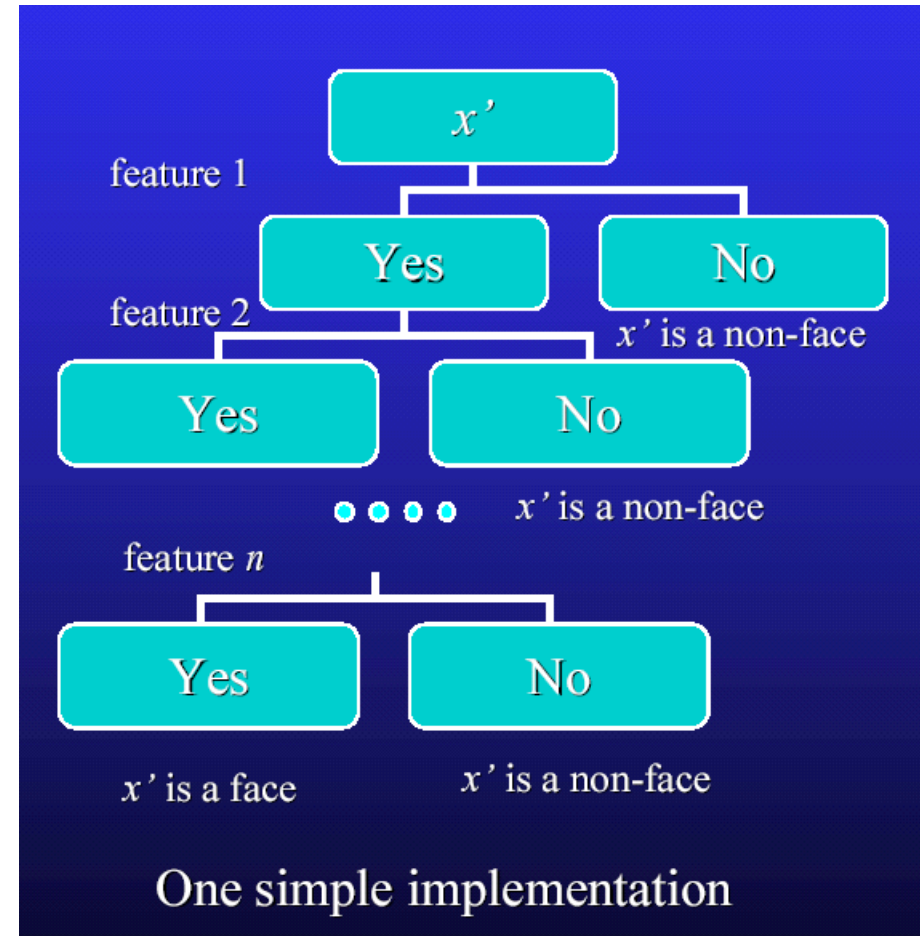 x’
feature 1
Yes
No
feature 2
x’ is a non-face
Yes
No
x’ is a non-face
feature n
Yes
No
x’ is a face
x’ is a non-face
One simple implementation